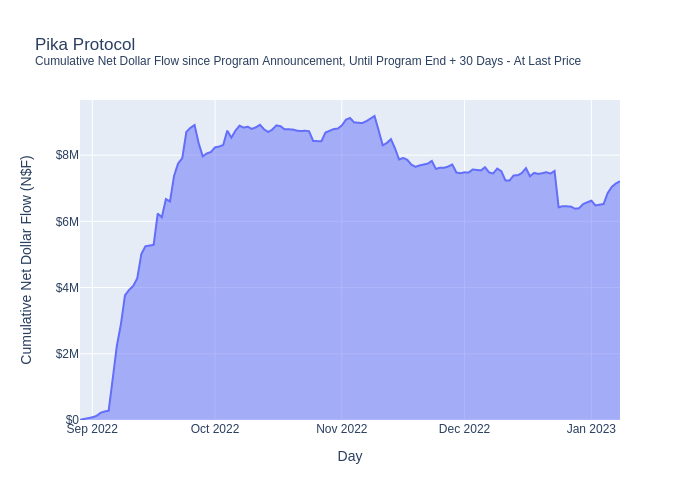 Pika Protocol
Cumulative Net Dollar Flow since Program Announcement, Until Program End + 30 Days - At Last Price
Cumulative Net Dollar Flow (N$F)
$8M
$6M
$4M
$2M
$0
Sep 2022 Oct 2022 Nov 2022 Dec 2022 Jan 2023
Day